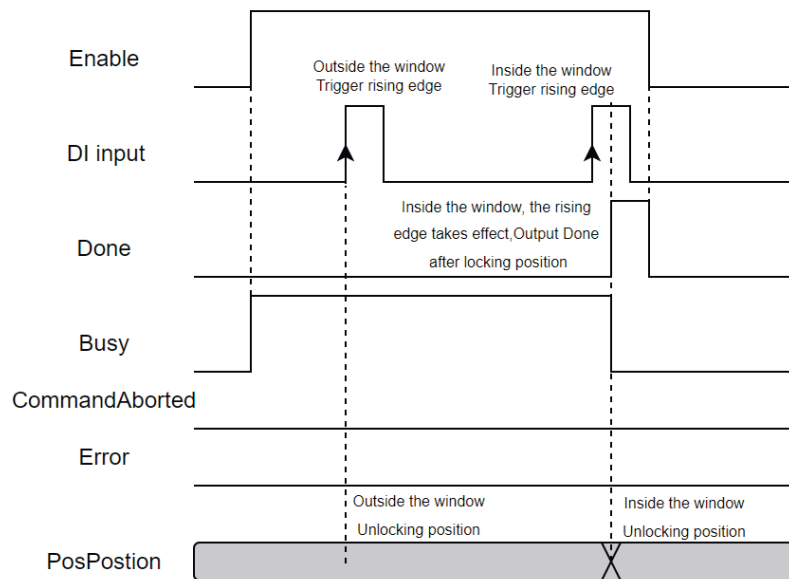 Enable
Outside the window
Trigger rising edge
Inside the window
Trigger rising edge
DI input
Inside the window, the rising
edge takes effect,Output Done
after locking position
Done
Busy
CommandAborted
Error
Outside the window
Unlocking position
Inside the window
Unlocking position
PosPostion